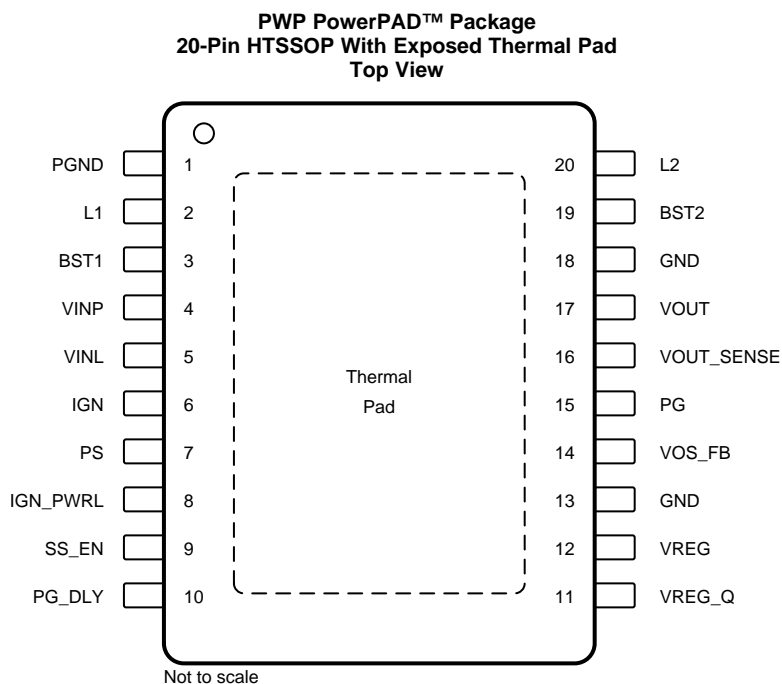 PWP PowerPAD™ Package
20-Pin HTSSOP With Exposed Thermal Pad
Top View
PGND 1 20 L2
L1 2 19 BST2
BST1 3 18 GND
VINP 4 17 VOUT
VINL 5 16 VOUT_SENSE
Thermal
IGN 6 15 PG
Pad
PS 7 14 VOS_FB
IGN_PWRL 8 13 GND
SS_EN 9 12 VREG
PG_DLY 10 11 VREG_Q
Not to scale